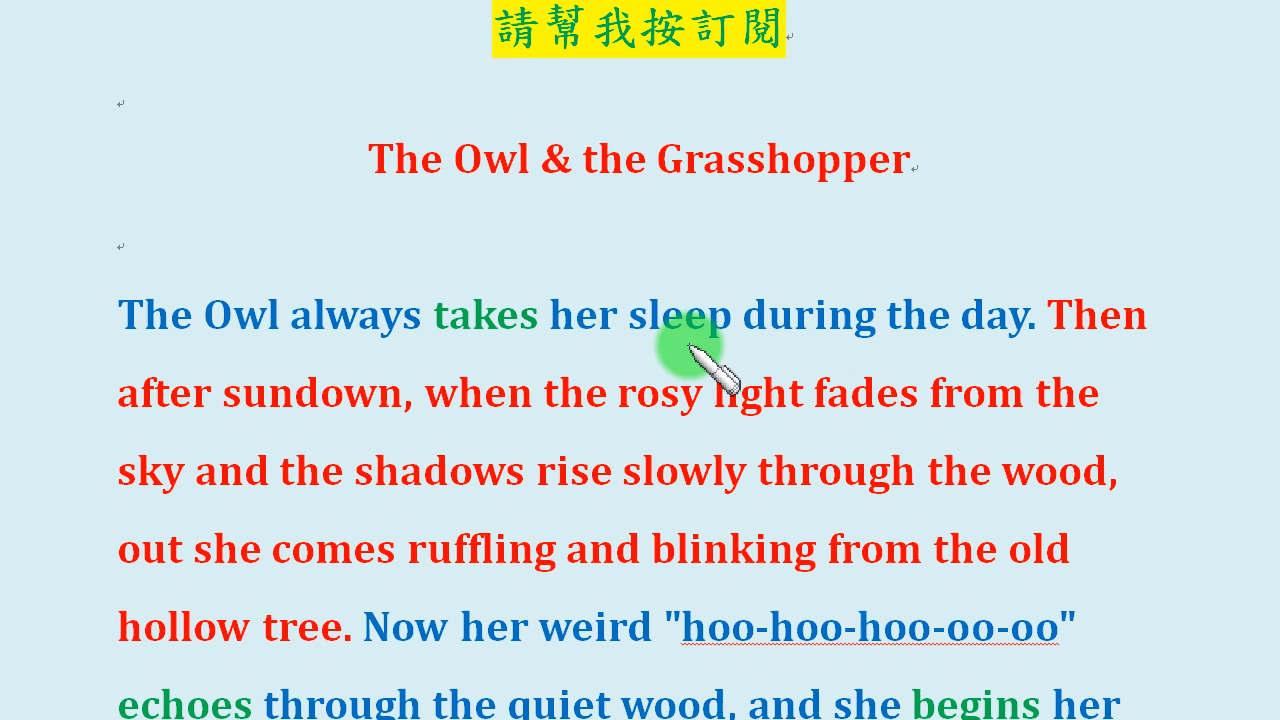 請幫我按訂閱
The Owl & the Grasshopper
The Owl always takes her sleep during the day. Then
after sundown, when the rosy light fades from the
sky and the shadows rise slowly through the wood,
out she comes ruffling and blinking from the old
hollow tree. Now her weird "hoo-hoo-hoo-oo-oo"
echoes through the quiet wood, and she begins her